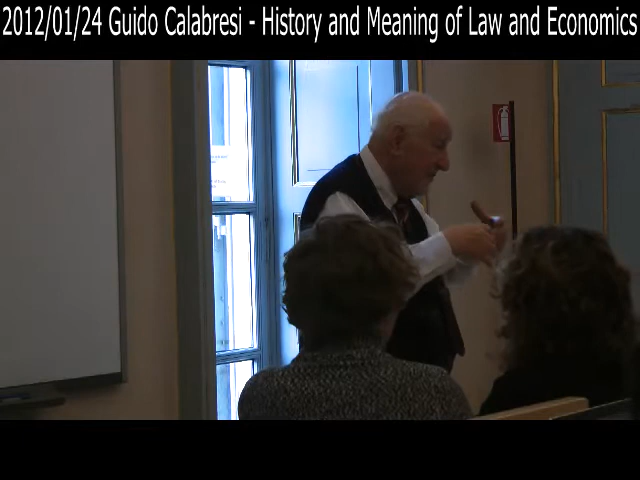 2012/01/24 Guido Calabresi - History and Meaning of Law and Economics